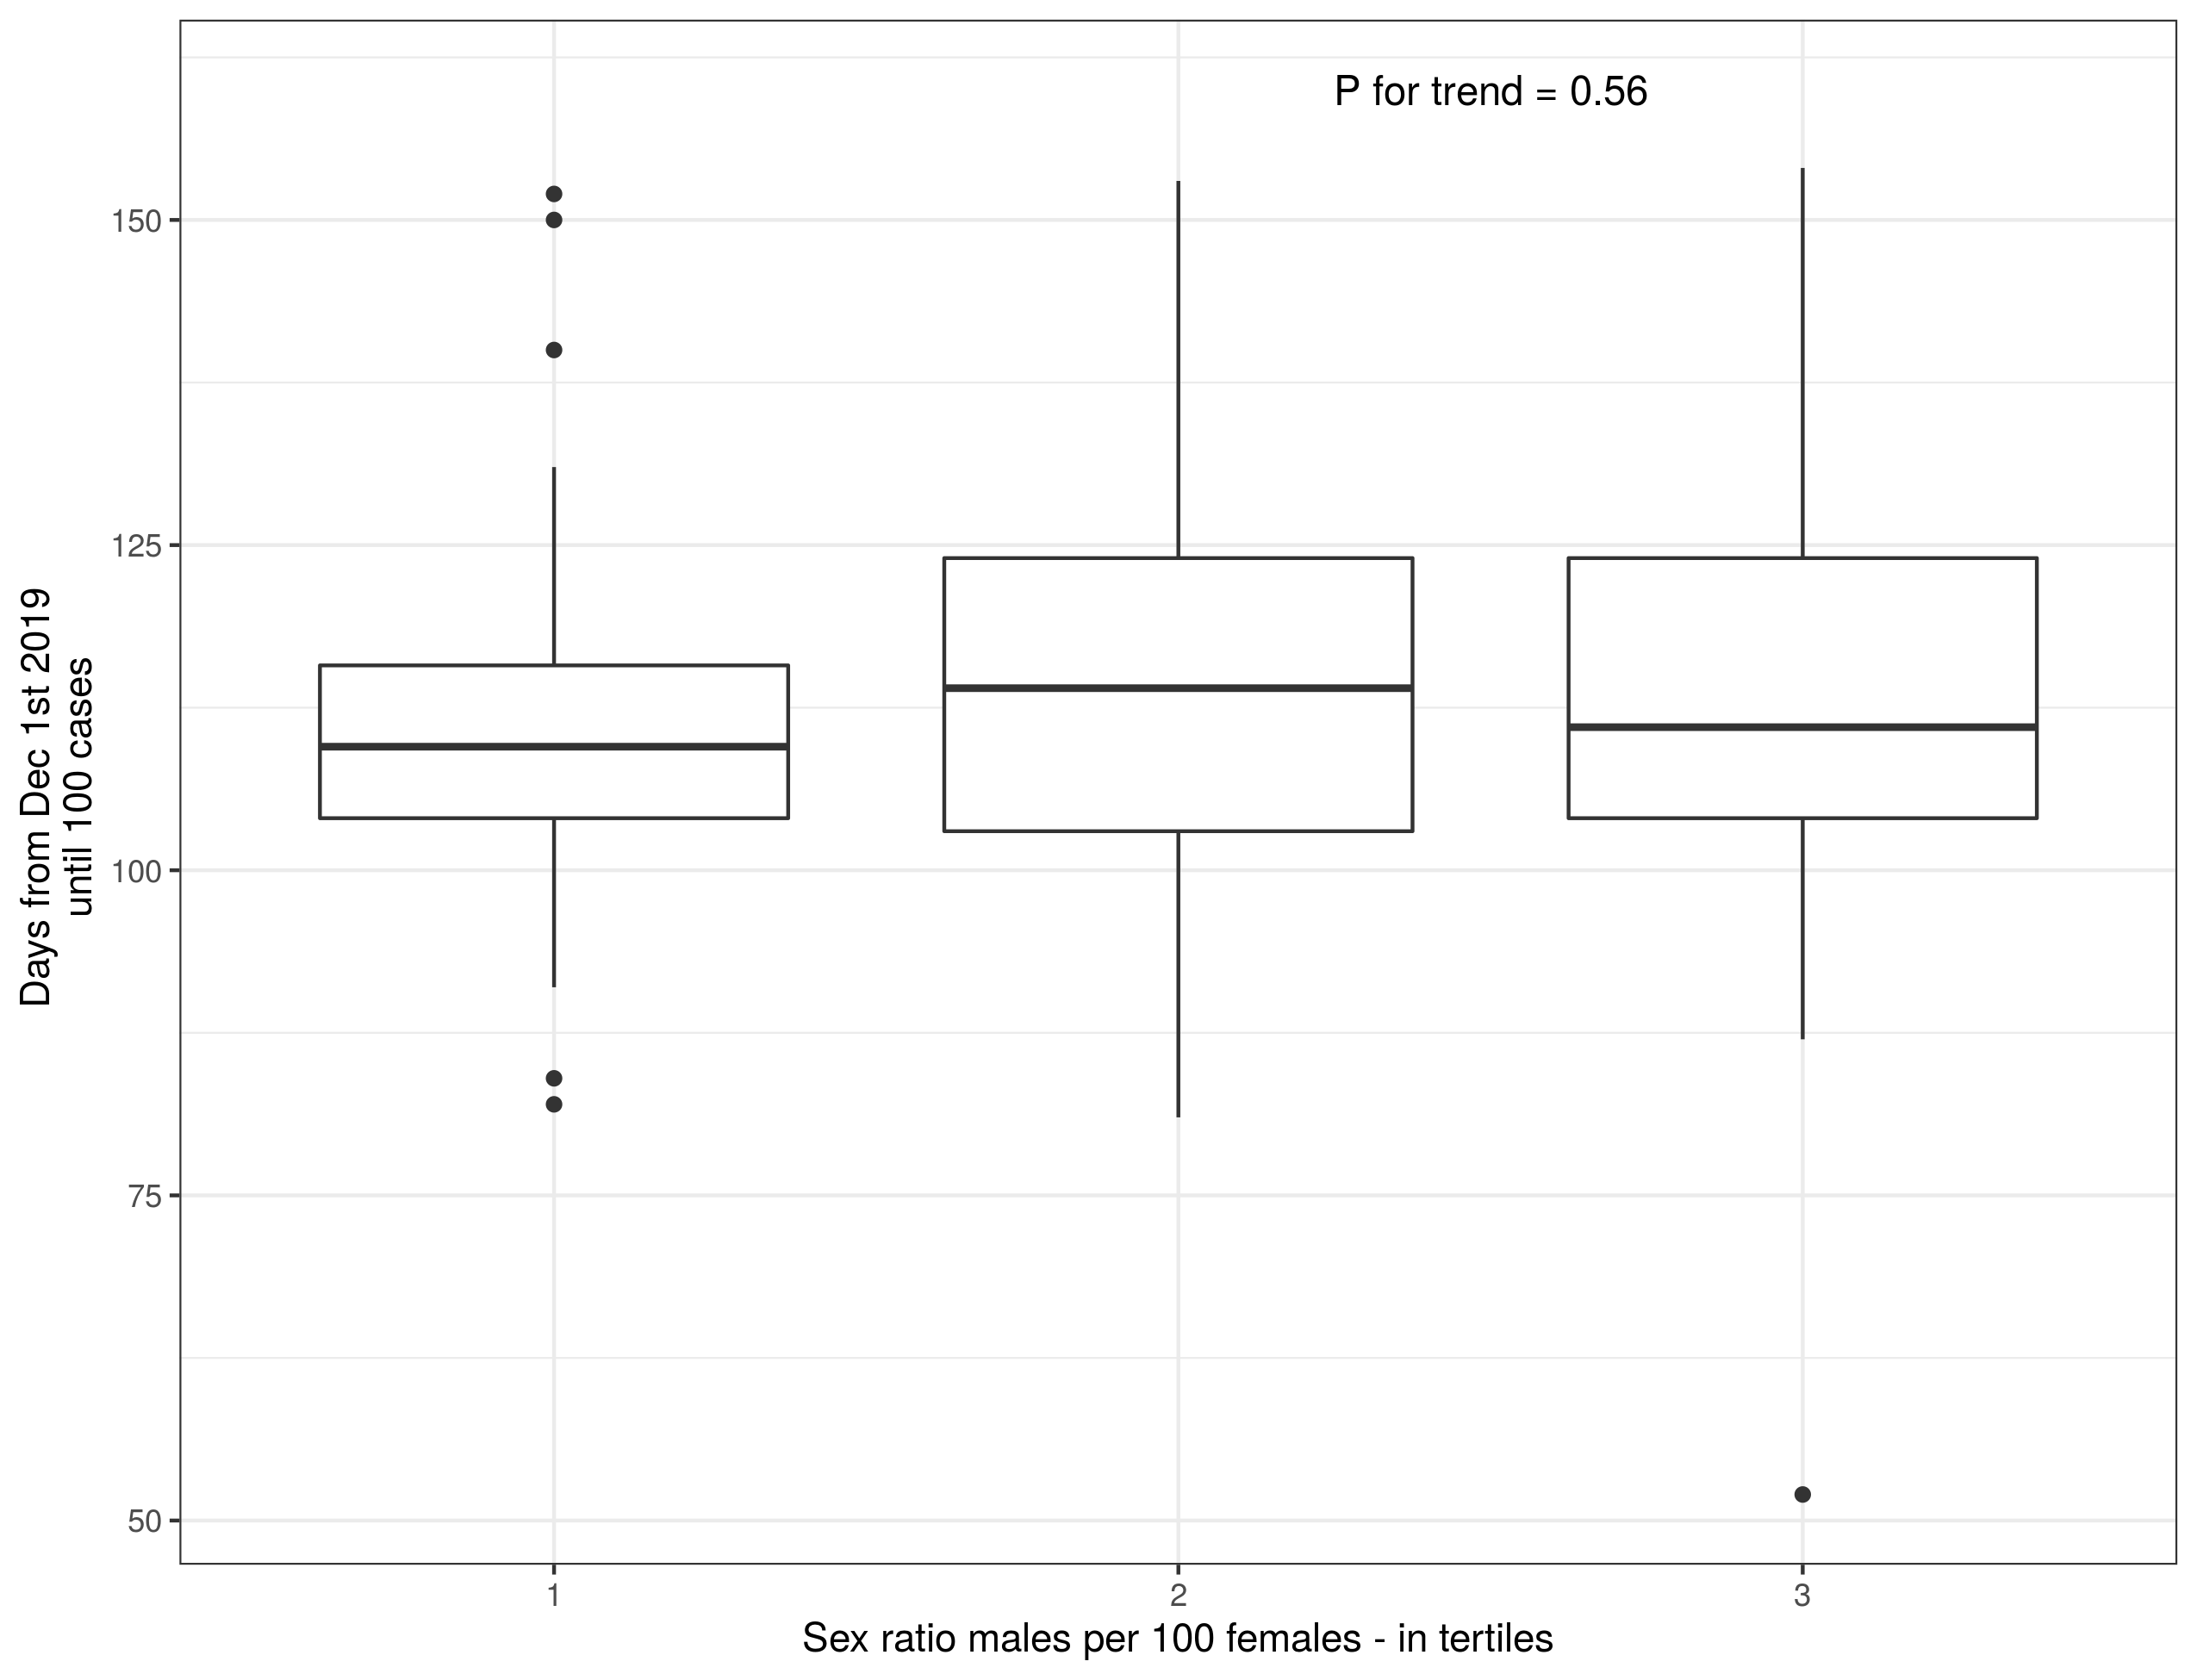 P for trend = 0.56
150
125
100
75
50
Days from Dec 1st 2019
until 100 cases
1
2
3
Sex ratio males per 100 females - in tertiles